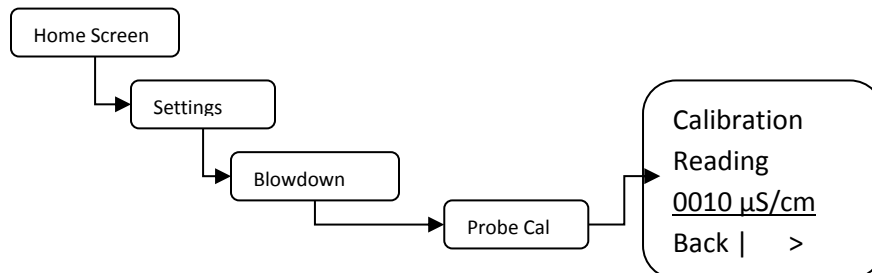 Home Screen
Settings
Blowdown
Probe Cal
Calibration
Reading
0010 µS/cm
Back | >